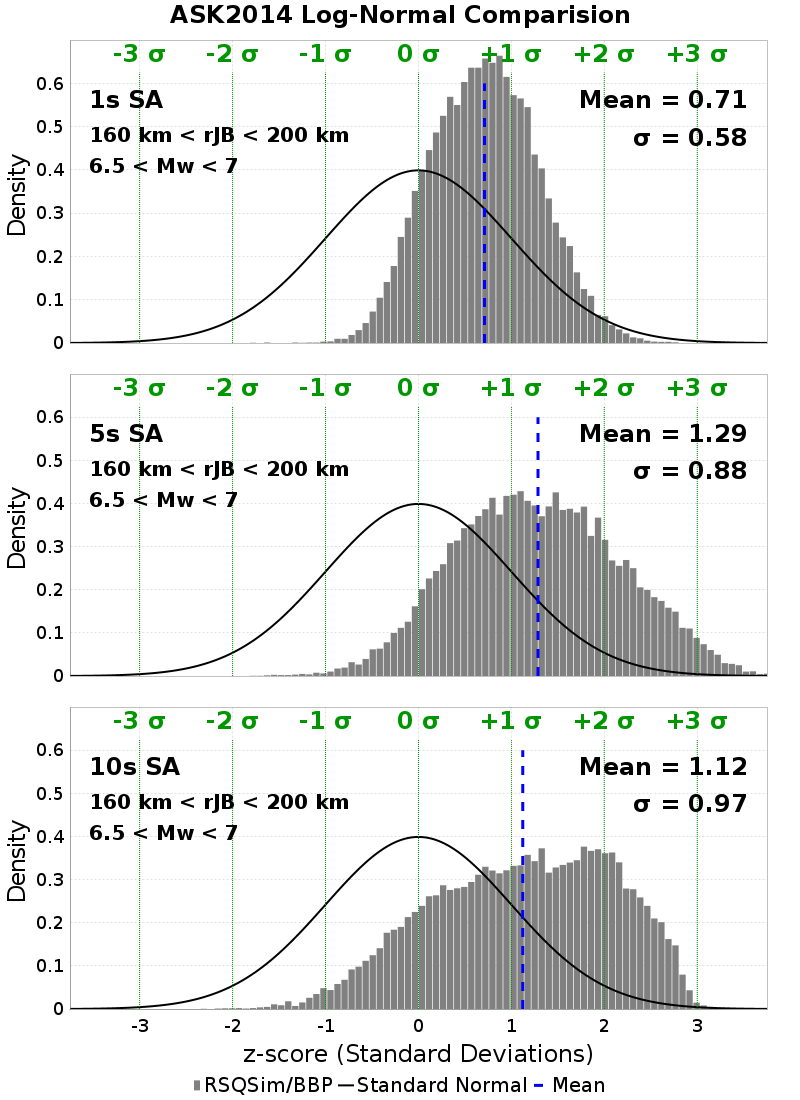 ASK2014 Log-Normal Comparision
-3 σ -2 σ -1 σ 0 σ +1 σ +2 σ +3 σ
1s SA
Mean = 0.71
160 km < rJB < 200 km
σ = 0.58
6.5 < Mw < 7
Density
0.6
0.5
0.4
0.3
0.2
0.1
0
-3 σ -2 σ -1 σ 0 σ +1 σ +2 σ +3 σ
5s SA
Mean = 1.29
160 km < rJB < 200 km
σ = 0.88
6.5 < Mw < 7
Density
0.6
0.5
0.4
0.3
0.2
0.1
0
-3 σ -2 σ -1 σ 0 σ +1 σ +2 σ +3 σ
10s SA
Mean = 1.12
160 km < rJB < 200 km
σ = 0.97
6.5 < Mw < 7
Density
0.6
0.5
0.4
0.3
0.2
0.1
0
-3 -2 -1 0 1 2 3
z-score (Standard Deviations)
RSQSim/BBP Standard Normal Mean